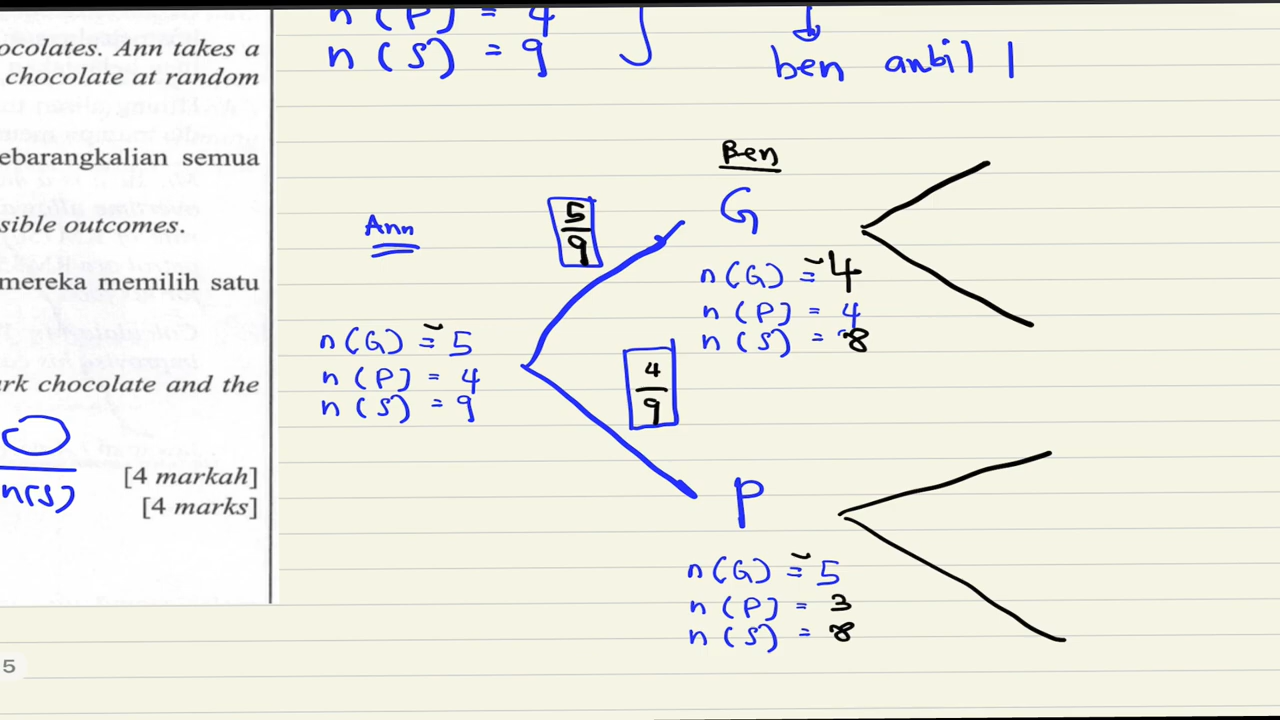 n (P) = 4
n (S) = 9
ben ambil 1
ocolates. Ann takes a
chocolate at random
ebarangkalian semua
sible outcomes.
mereka memilih satu
rk chocolate and the
n(S)
[4 markah]
[4 marks]
5
Ann
n (G) = 5
n (P) = 4
n (S) = 9
5/9
4/9
Ben
G
n (G) = 4
n (P) = 4
n (S) = 8
P
n (G) = 5
n (P) = 3
n (S) = 8